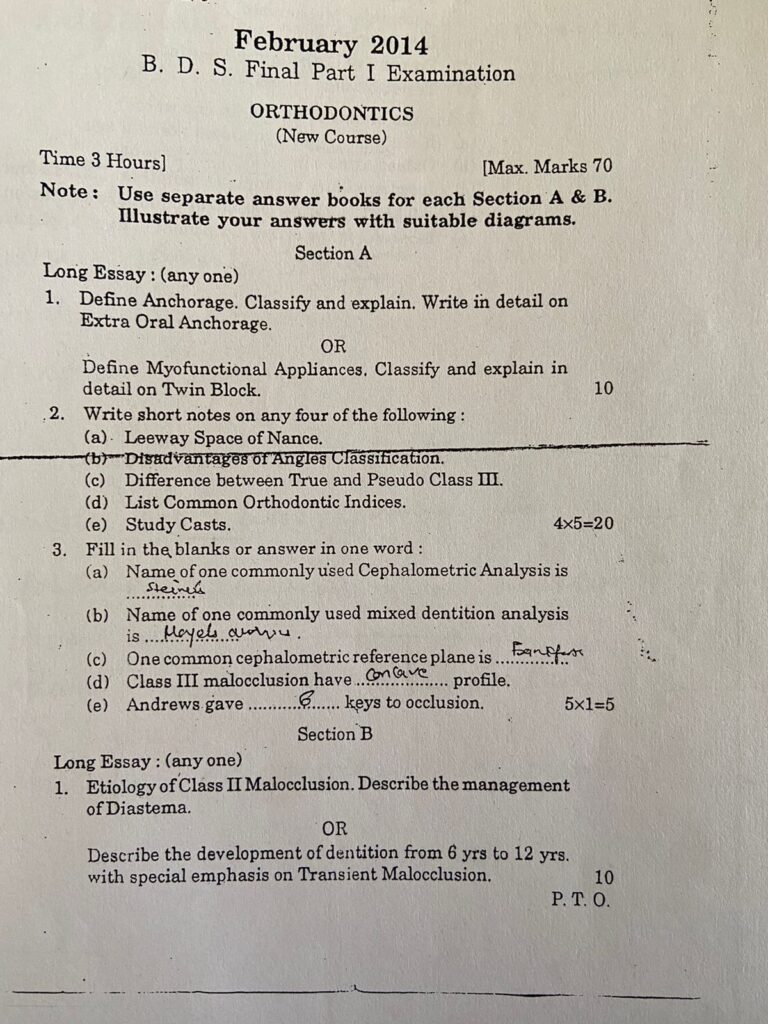 February 2014
B. D. S. Final Part I Examination
ORTHODONTICS
(New Course)
Time 3 Hours] [Max. Marks 70
Note : Use separate answer books for each Section A & B.
Illustrate your answers with suitable diagrams.
Section A
Long Essay : (any one)
1. Define Anchorage. Classify and explain. Write in detail on
Extra Oral Anchorage.
OR
Define Myofunctional Appliances. Classify and explain in
detail on Twin Block. 10
2. Write short notes on any four of the following :
(a) Leeway Space of Nance.
(b) Disadvantages of Angles Classification.
(c) Difference between True and Pseudo Class III.
(d) List Common Orthodontic Indices.
(e) Study Casts. 4×5=20
3. Fill in the blanks or answer in one word :
(a) Name of one commonly used Cephalometric Analysis is
..............
(b) Name of one commonly used mixed dentition analysis
is .... .
(c) One common cephalometric reference plane is ..............
(d) Class III malocclusion have .. Concave .... profile.
(e) Andrews gave .......... 6 ...... keys to occlusion. 5×1=5
Section B
Long Essay : (any one)
1. Etiology of Class II Malocclusion. Describe the management
of Diastema.
OR
Describe the development of dentition from 6 yrs to 12 yrs.
with special emphasis on Transient Malocclusion. 10
P. T. O.